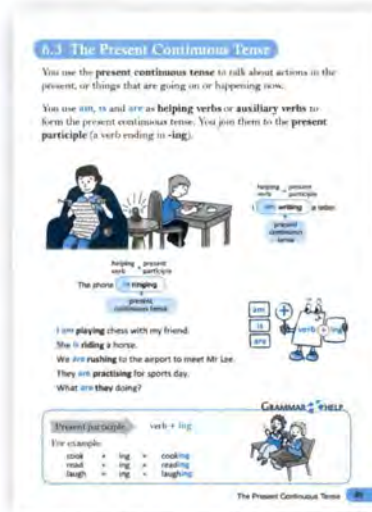 6.3 The Present Continuous Tense
You use the present continuous tense to talk about actions in the
present, or things that are going on or happening now.
You use am, is and are as helping verbs or auxiliary verbs to
form the present continuous tense. You join them to the present
participle (a verb ending in -ing).
helping + present
verb participle
I am writing a letter.
present
continuous
tense
helping + present
verb participle
The phone is ringing
present
continuous tense
am
is
are
+
verb + ing
I am playing chess with my friend.
She is riding a horse.
We are rushing to the airport to meet Mr Lee.
They are practising for sports day.
What are they doing?
GRAMMAR HELP
Present participle verb + ing
For example:
cook + ing = cooking
read + ing = reading
laugh + ing = laughing
The Present Continuous Tense